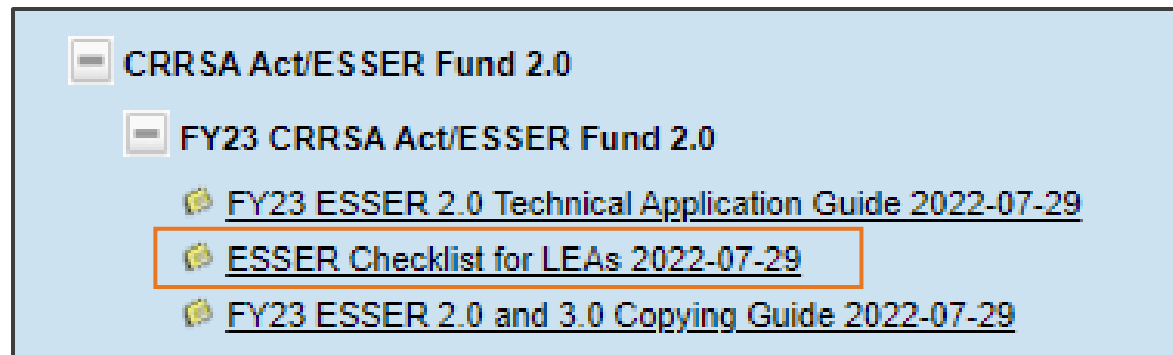 CRRSA Act/ESSER Fund 2.0
FY23 CRRSA Act/ESSER Fund 2.0
FY23 ESSER 2.0 Technical Application Guide 2022-07-29
ESSER Checklist for LEAs 2022-07-29
FY23 ESSER 2.0 and 3.0 Copying Guide 2022-07-29